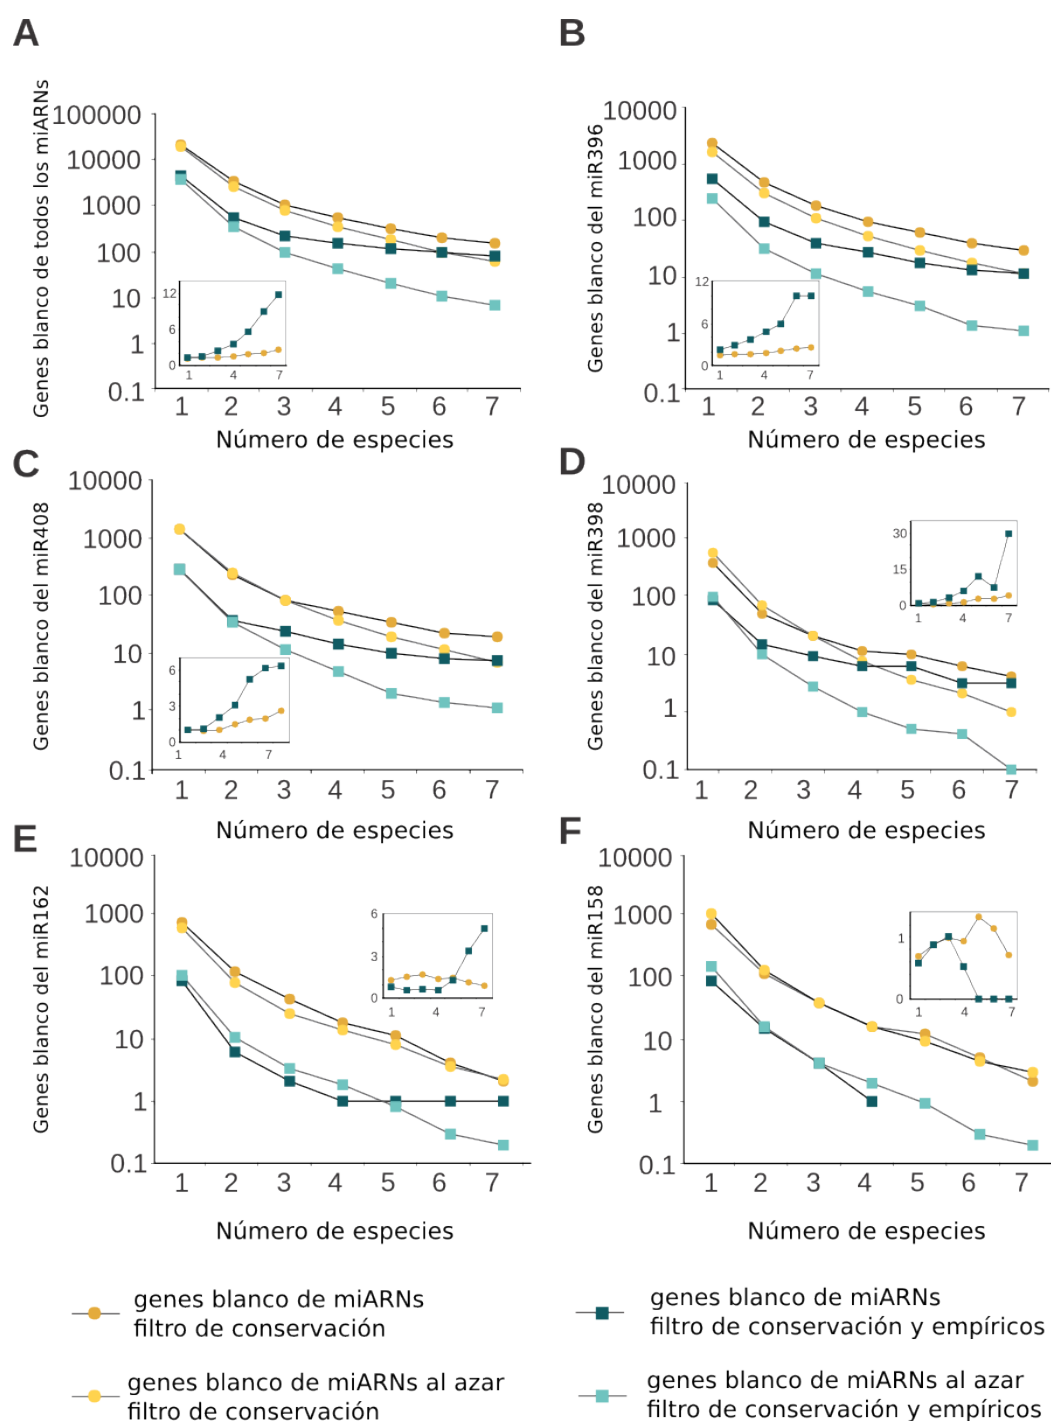 A
Genes blanco de todos los miARNs
100000
10000
1000
100
10
1
0.1
12
6
0
1 4 7
1 2 3 4 5 6 7
Número de especies
B
Genes blanco del miR396
10000
1000
100
10
1
0.1
12
6
0
1 4 7
1 2 3 4 5 6 7
Número de especies
C
Genes blanco del miR408
10000
1000
100
10
1
0.1
6
3
0
1 4 7
1 2 3 4 5 6 7
Número de especies
D
Genes blanco del miR398
10000
1000
100
10
1
0.1
30
15
0
1 4 7
1 2 3 4 5 6 7
Número de especies
E
Genes blanco del miR162
10000
1000
100
10
1
0.1
6
3
0
1 4 7
1 2 3 4 5 6 7
Número de especies
F
Genes blanco del miR158
10000
1000
100
10
1
0.1
1
0
1 4 7
1 2 3 4 5 6 7
Número de especies
genes blanco de miARNs
filtro de conservación
genes blanco de miARNs al azar
filtro de conservación
genes blanco de miARNs
filtro de conservación y empíricos
genes blanco de miARNs al azar
filtro de conservación y empíricos